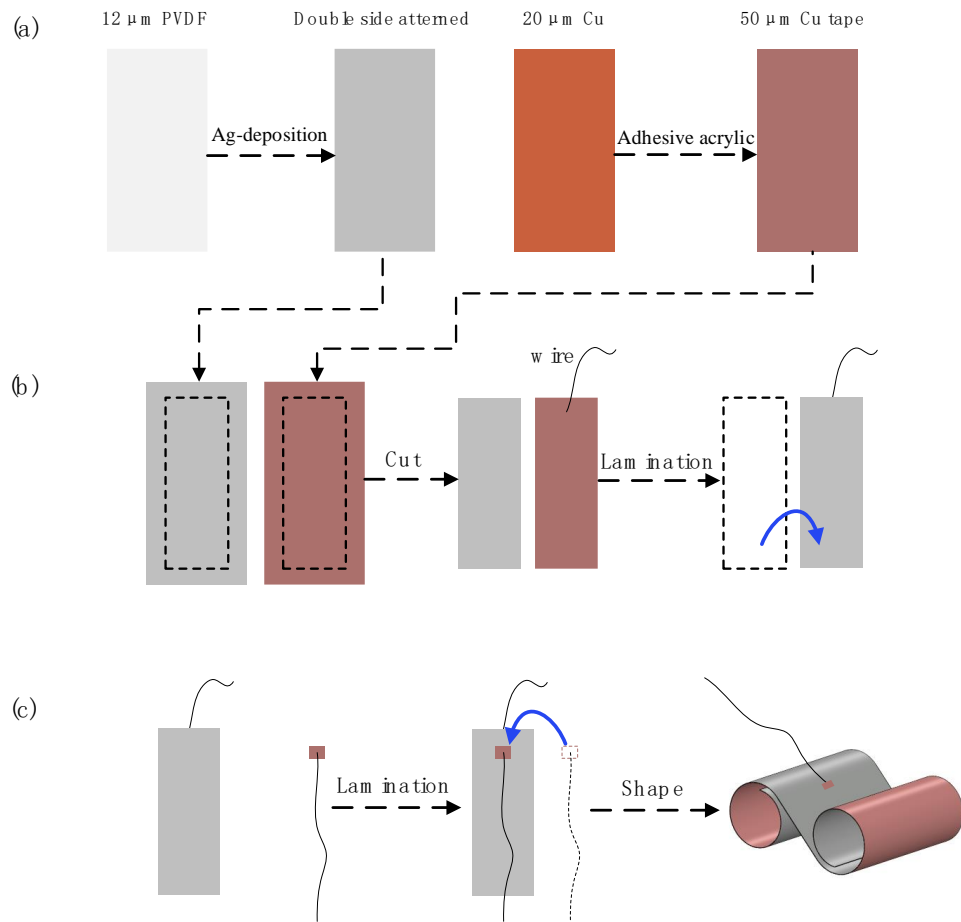 (a)
12 μm PVDF
Double side atterned
20 μm Cu
50 μm Cu tape
Ag-deposition
Adhesive acrylic
(b)
wire
Cut
Lamination
(c)
Lamination
Shape